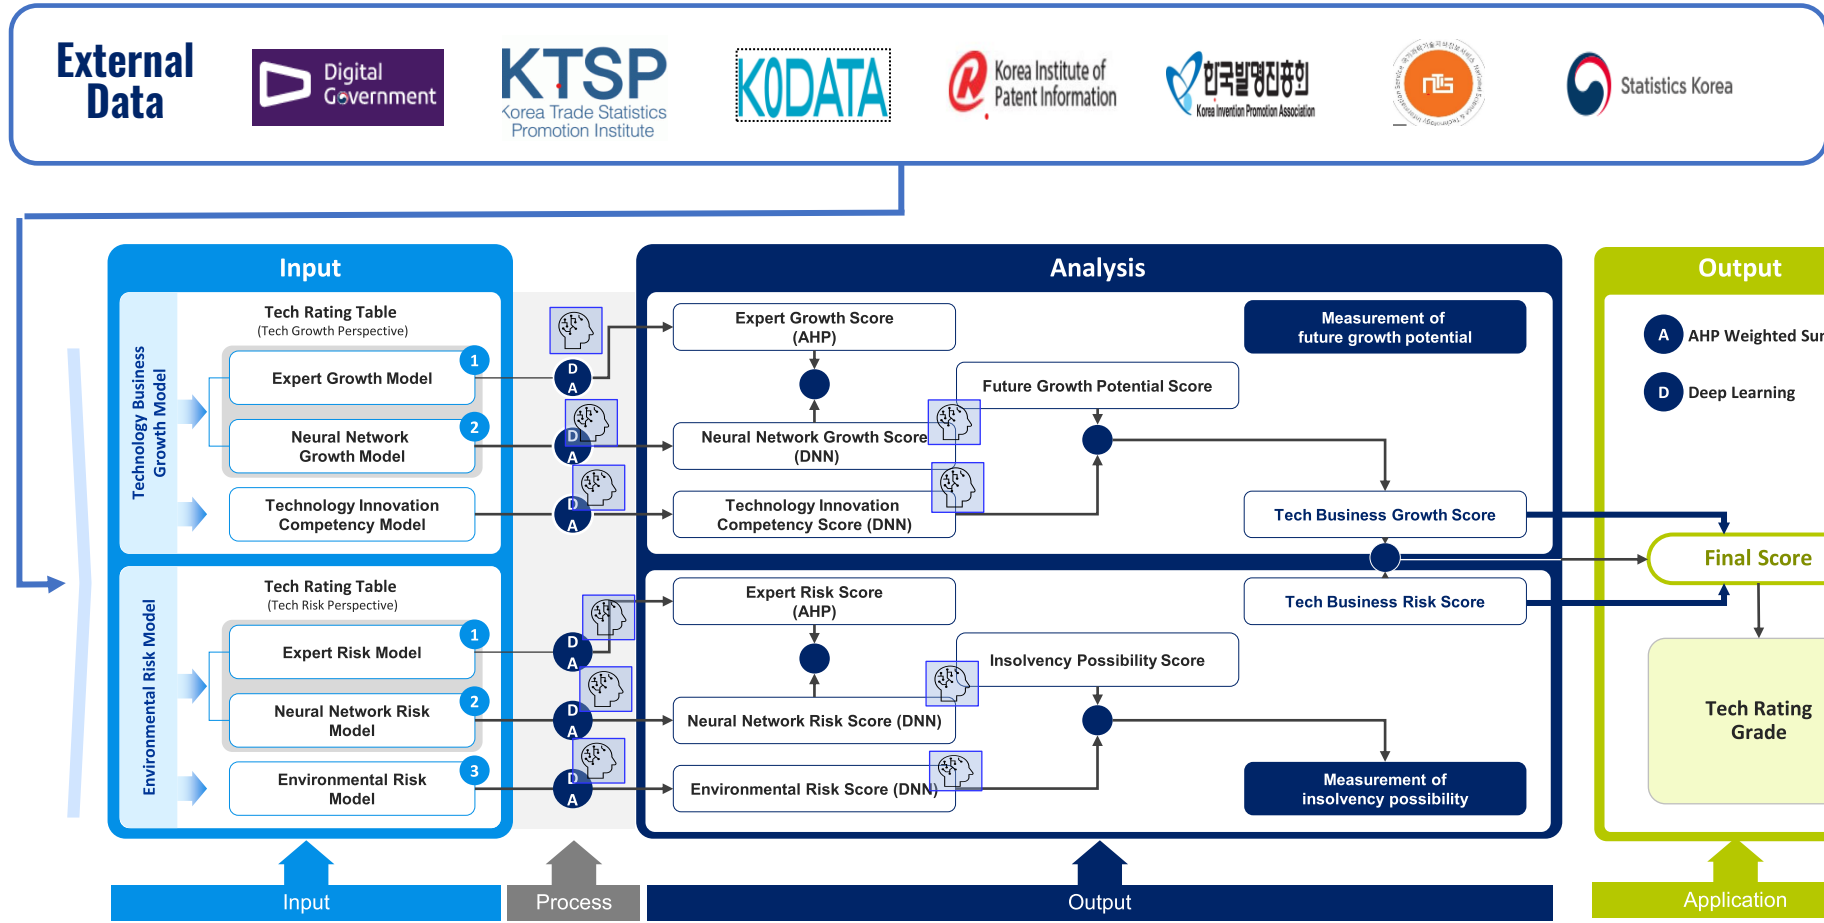 External
Data
Digital
Government
KTSP
Korea Trade Statistics
Promotion Institute
KODATA
Korea Institute of
Patent Information
한국발명진흥회
Korea Invention Promotion Association
NTIS
Statistics Korea
Input
Analysis
Output
Technology Business
Growth Model
Tech Rating Table
(Tech Growth Perspective)
1
Expert Growth Model
2
Neural Network
Growth Model
Technology Innovation
Competency Model
D
A
D
A
D
A
Expert Growth Score
(AHP)
Neural Network Growth Score
(DNN)
Technology Innovation
Competency Score (DNN)
Future Growth Potential Score
Measurement of
future growth potential
Tech Business Growth Score
A
AHP Weighted Sum
D
Deep Learning
Final Score
Tech Rating
Grade
Environmental Risk Model
Tech Rating Table
(Tech Risk Perspective)
1
Expert Risk Model
2
Neural Network Risk
Model
3
Environmental Risk
Model
D
A
D
A
D
A
Expert Risk Score
(AHP)
Neural Network Risk Score (DNN)
Environmental Risk Score (DNN)
Insolvency Possibility Score
Tech Business Risk Score
Measurement of
insolvency possibility
Input
Process
Output
Application